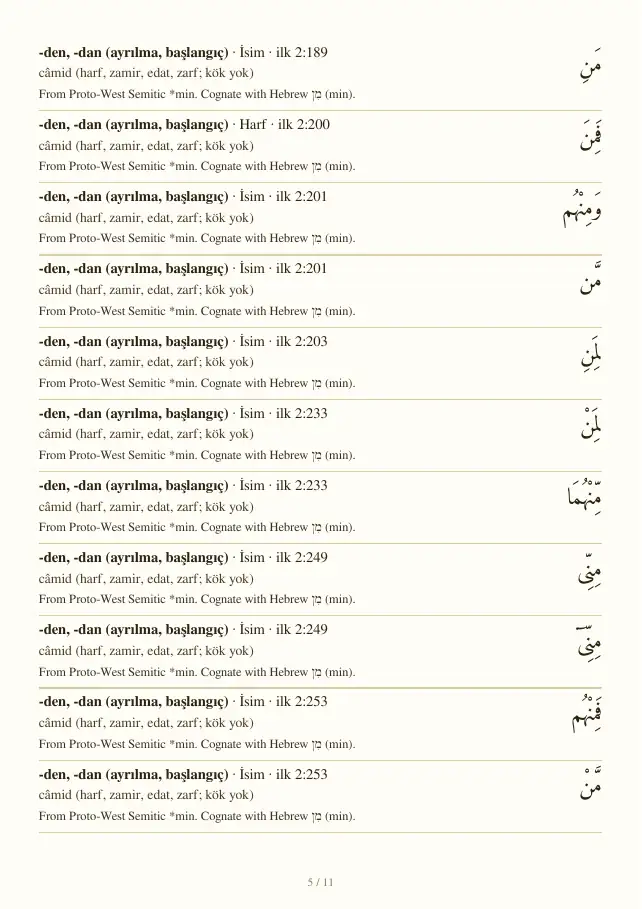 -den, -dan (ayrılma, başlangıç) · İsim · ilk 2:189
مَنِ
câmid (harf, zamir, edat, zarf; kök yok)
From Proto-West Semitic *min. Cognate with Hebrew מִן (min).
-den, -dan (ayrılma, başlangıç) · Harf · ilk 2:200
فَمِنَ
câmid (harf, zamir, edat, zarf; kök yok)
From Proto-West Semitic *min. Cognate with Hebrew מִן (min).
-den, -dan (ayrılma, başlangıç) · İsim · ilk 2:201
وَمِنْهُم
câmid (harf, zamir, edat, zarf; kök yok)
From Proto-West Semitic *min. Cognate with Hebrew מִן (min).
-den, -dan (ayrılma, başlangıç) · İsim · ilk 2:201
مَّن
câmid (harf, zamir, edat, zarf; kök yok)
From Proto-West Semitic *min. Cognate with Hebrew מִן (min).
-den, -dan (ayrılma, başlangıç) · İsim · ilk 2:203
لِمَنِ
câmid (harf, zamir, edat, zarf; kök yok)
From Proto-West Semitic *min. Cognate with Hebrew מִן (min).
-den, -dan (ayrılma, başlangıç) · İsim · ilk 2:233
لِمَنْ
câmid (harf, zamir, edat, zarf; kök yok)
From Proto-West Semitic *min. Cognate with Hebrew מִן (min).
-den, -dan (ayrılma, başlangıç) · İsim · ilk 2:233
مِّنْهُمَا
câmid (harf, zamir, edat, zarf; kök yok)
From Proto-West Semitic *min. Cognate with Hebrew מִן (min).
-den, -dan (ayrılma, başlangıç) · İsim · ilk 2:249
مِنِّى
câmid (harf, zamir, edat, zarf; kök yok)
From Proto-West Semitic *min. Cognate with Hebrew מִן (min).
-den, -dan (ayrılma, başlangıç) · İsim · ilk 2:249
مِنِّىٓ
câmid (harf, zamir, edat, zarf; kök yok)
From Proto-West Semitic *min. Cognate with Hebrew מִן (min).
-den, -dan (ayrılma, başlangıç) · İsim · ilk 2:253
فَمِنْهُم
câmid (harf, zamir, edat, zarf; kök yok)
From Proto-West Semitic *min. Cognate with Hebrew מִן (min).
-den, -dan (ayrılma, başlangıç) · İsim · ilk 2:253
مَّنْ
câmid (harf, zamir, edat, zarf; kök yok)
From Proto-West Semitic *min. Cognate with Hebrew מִן (min).
5 / 11